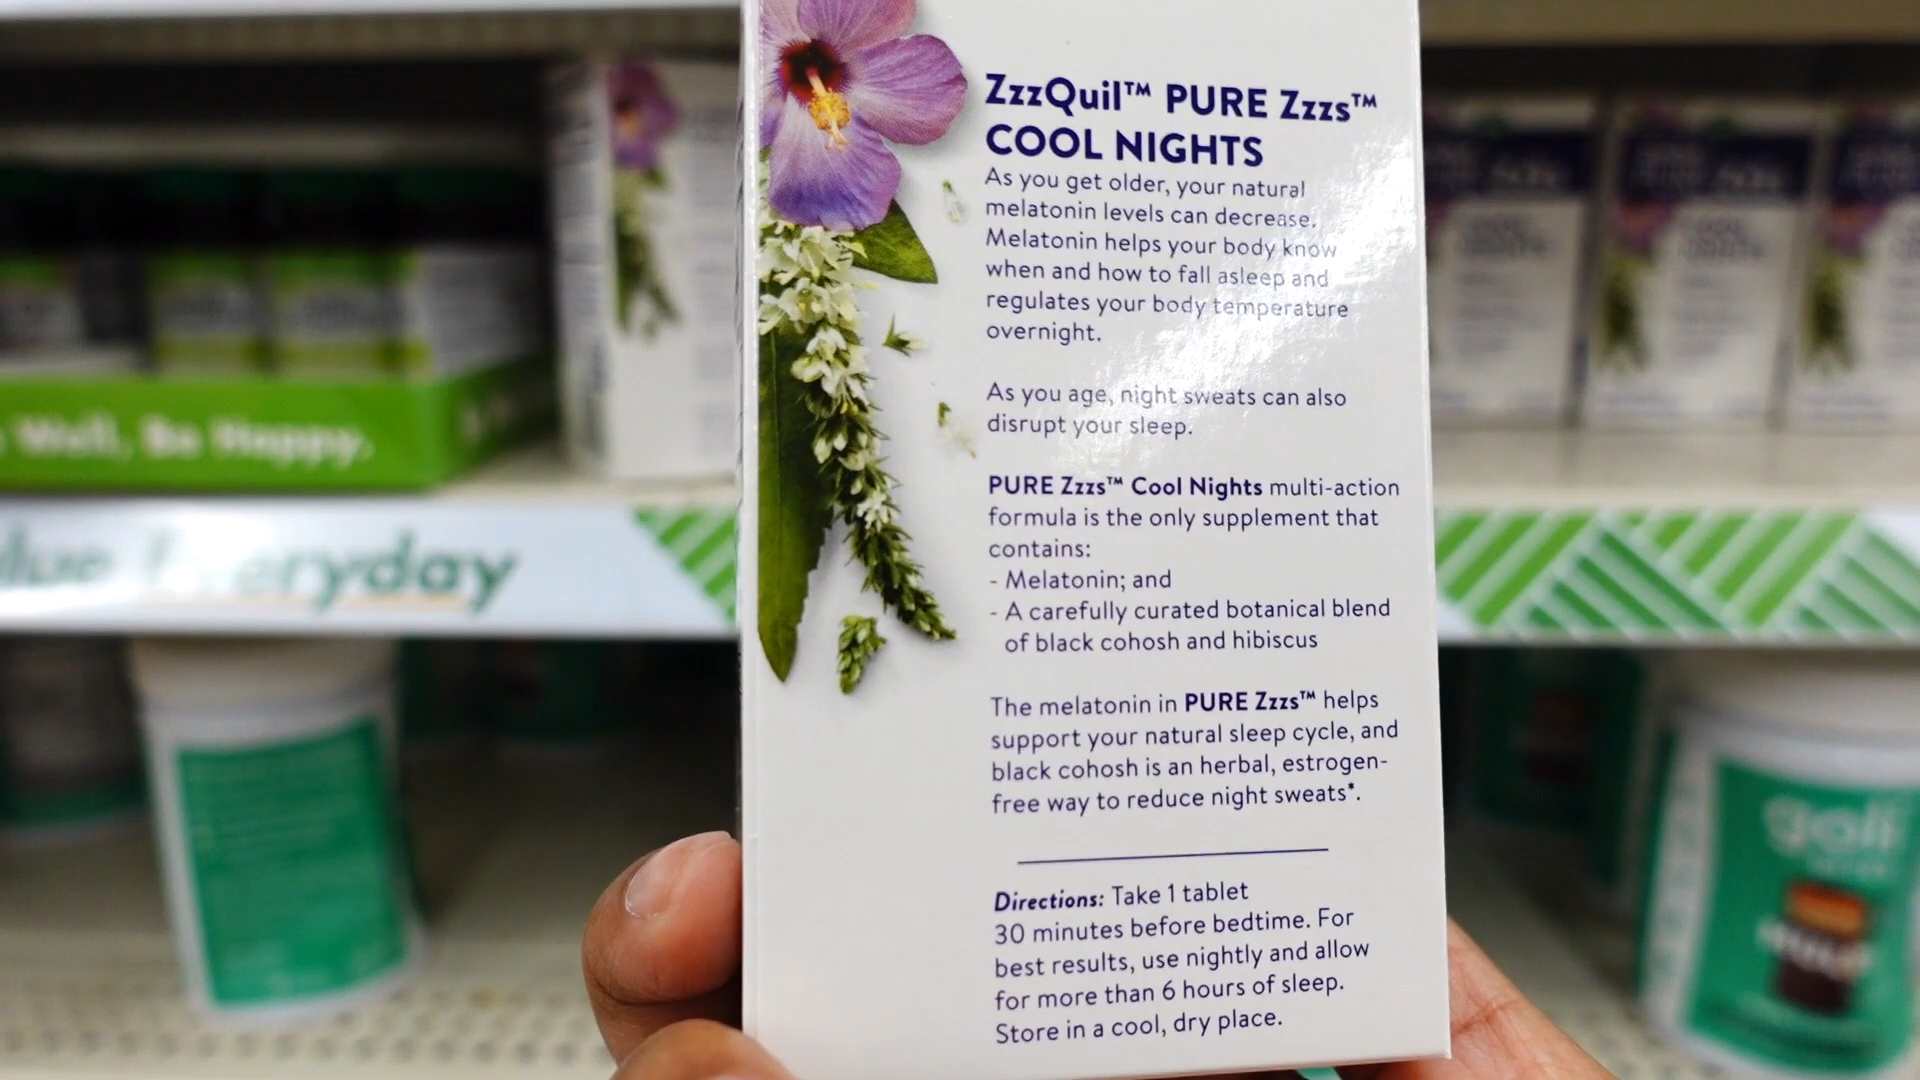 ZzzQuil™ PURE Zzzs™
COOL NIGHTS
As you get older, your natural
melatonin levels can decrease.
Melatonin helps your body know
when and how to fall asleep and
regulates your body temperature
overnight.
As you age, night sweats can also
disrupt your sleep.
PURE Zzzs™ Cool Nights multi-action
formula is the only supplement that
contains:
- Melatonin; and
- A carefully curated botanical blend
of black cohosh and hibiscus
The melatonin in PURE Zzzs™ helps
support your natural sleep cycle, and
black cohosh is an herbal, estrogen-
free way to reduce night sweats*.
Directions: Take 1 tablet
30 minutes before bedtime. For
best results, use nightly and allow
for more than 6 hours of sleep.
Store in a cool, dry place.
Well, Be Happy.
Everyday
goli